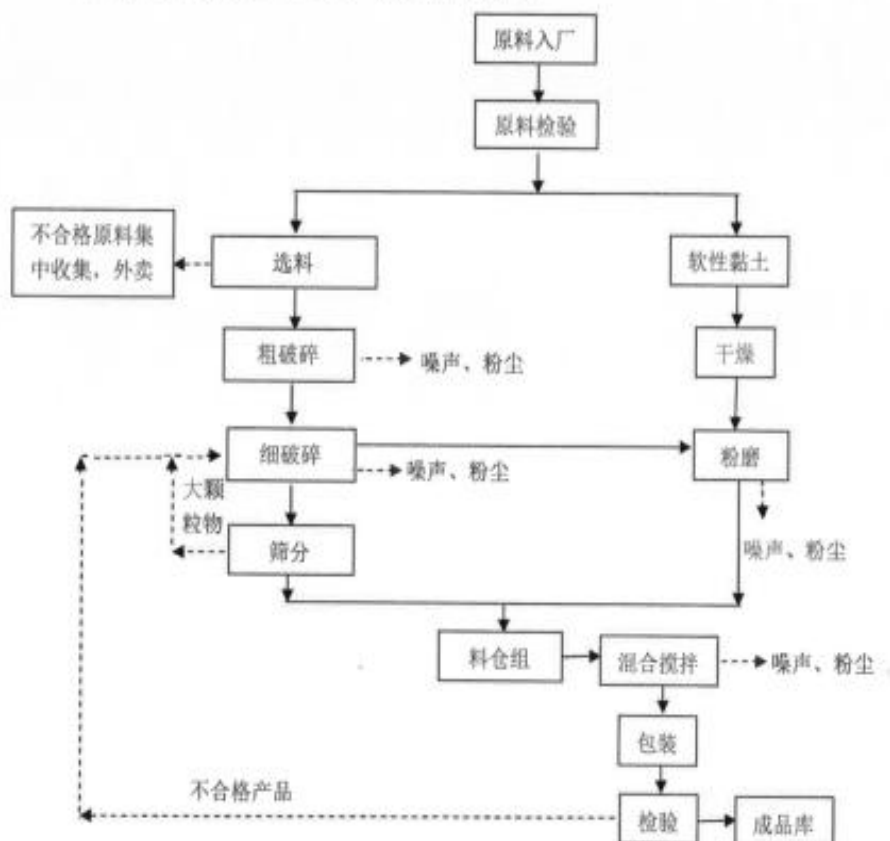 原料入厂
原料检验
不合格原料集
中收集，外卖
选料
软性黏土
粗破碎
噪声、粉尘
干燥
细破碎
噪声、粉尘
粉磨
大颗
粒物
筛分
噪声、粉尘
料仓组
混合搅拌
噪声、粉尘
包装
不合格产品
检验
成品库